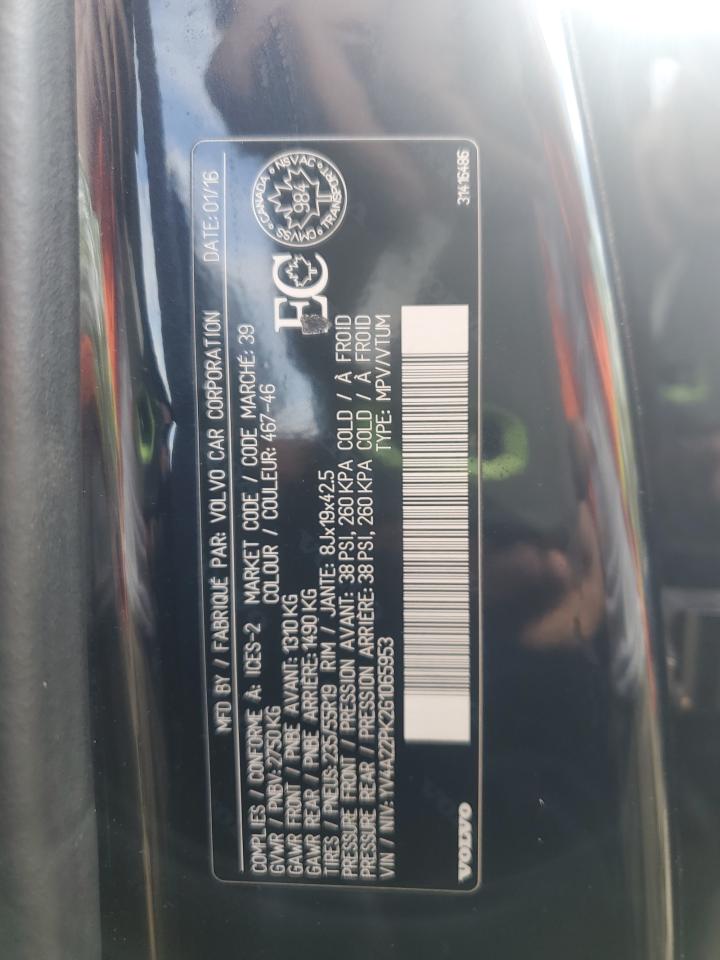 MFD BY / FABRIQUÉ PAR: VOLVO CAR CORPORATION DATE: 01/16
COMPLIES / CONFORME À: ICES-2 MARKET CODE / CODE MARCHÉ: 39
GVWR / PNBV: 2750 KG COLOUR / COULEUR: 467-46
GAWR FRONT / PNBE AVANT: 1310 KG
GAWR REAR / PNBE ARRIÈRE: 1490 KG
TIRES / PNEUS: 235/55R19 RIM / JANTE: 8Jx19x42.5
PRESSURE FRONT / PRESSION AVANT: 38 PSI, 260 KPA COLD / À FROID
PRESSURE REAR / PRESSION ARRIÈRE: 38 PSI, 260 KPA COLD / À FROID
VIN / NIV: YV4A22PK2G1065953 TYPE: MPV/VTUM
EC
CANADA NSVAC
984
CMVSS TRANSPORT
VOLVO
31416486